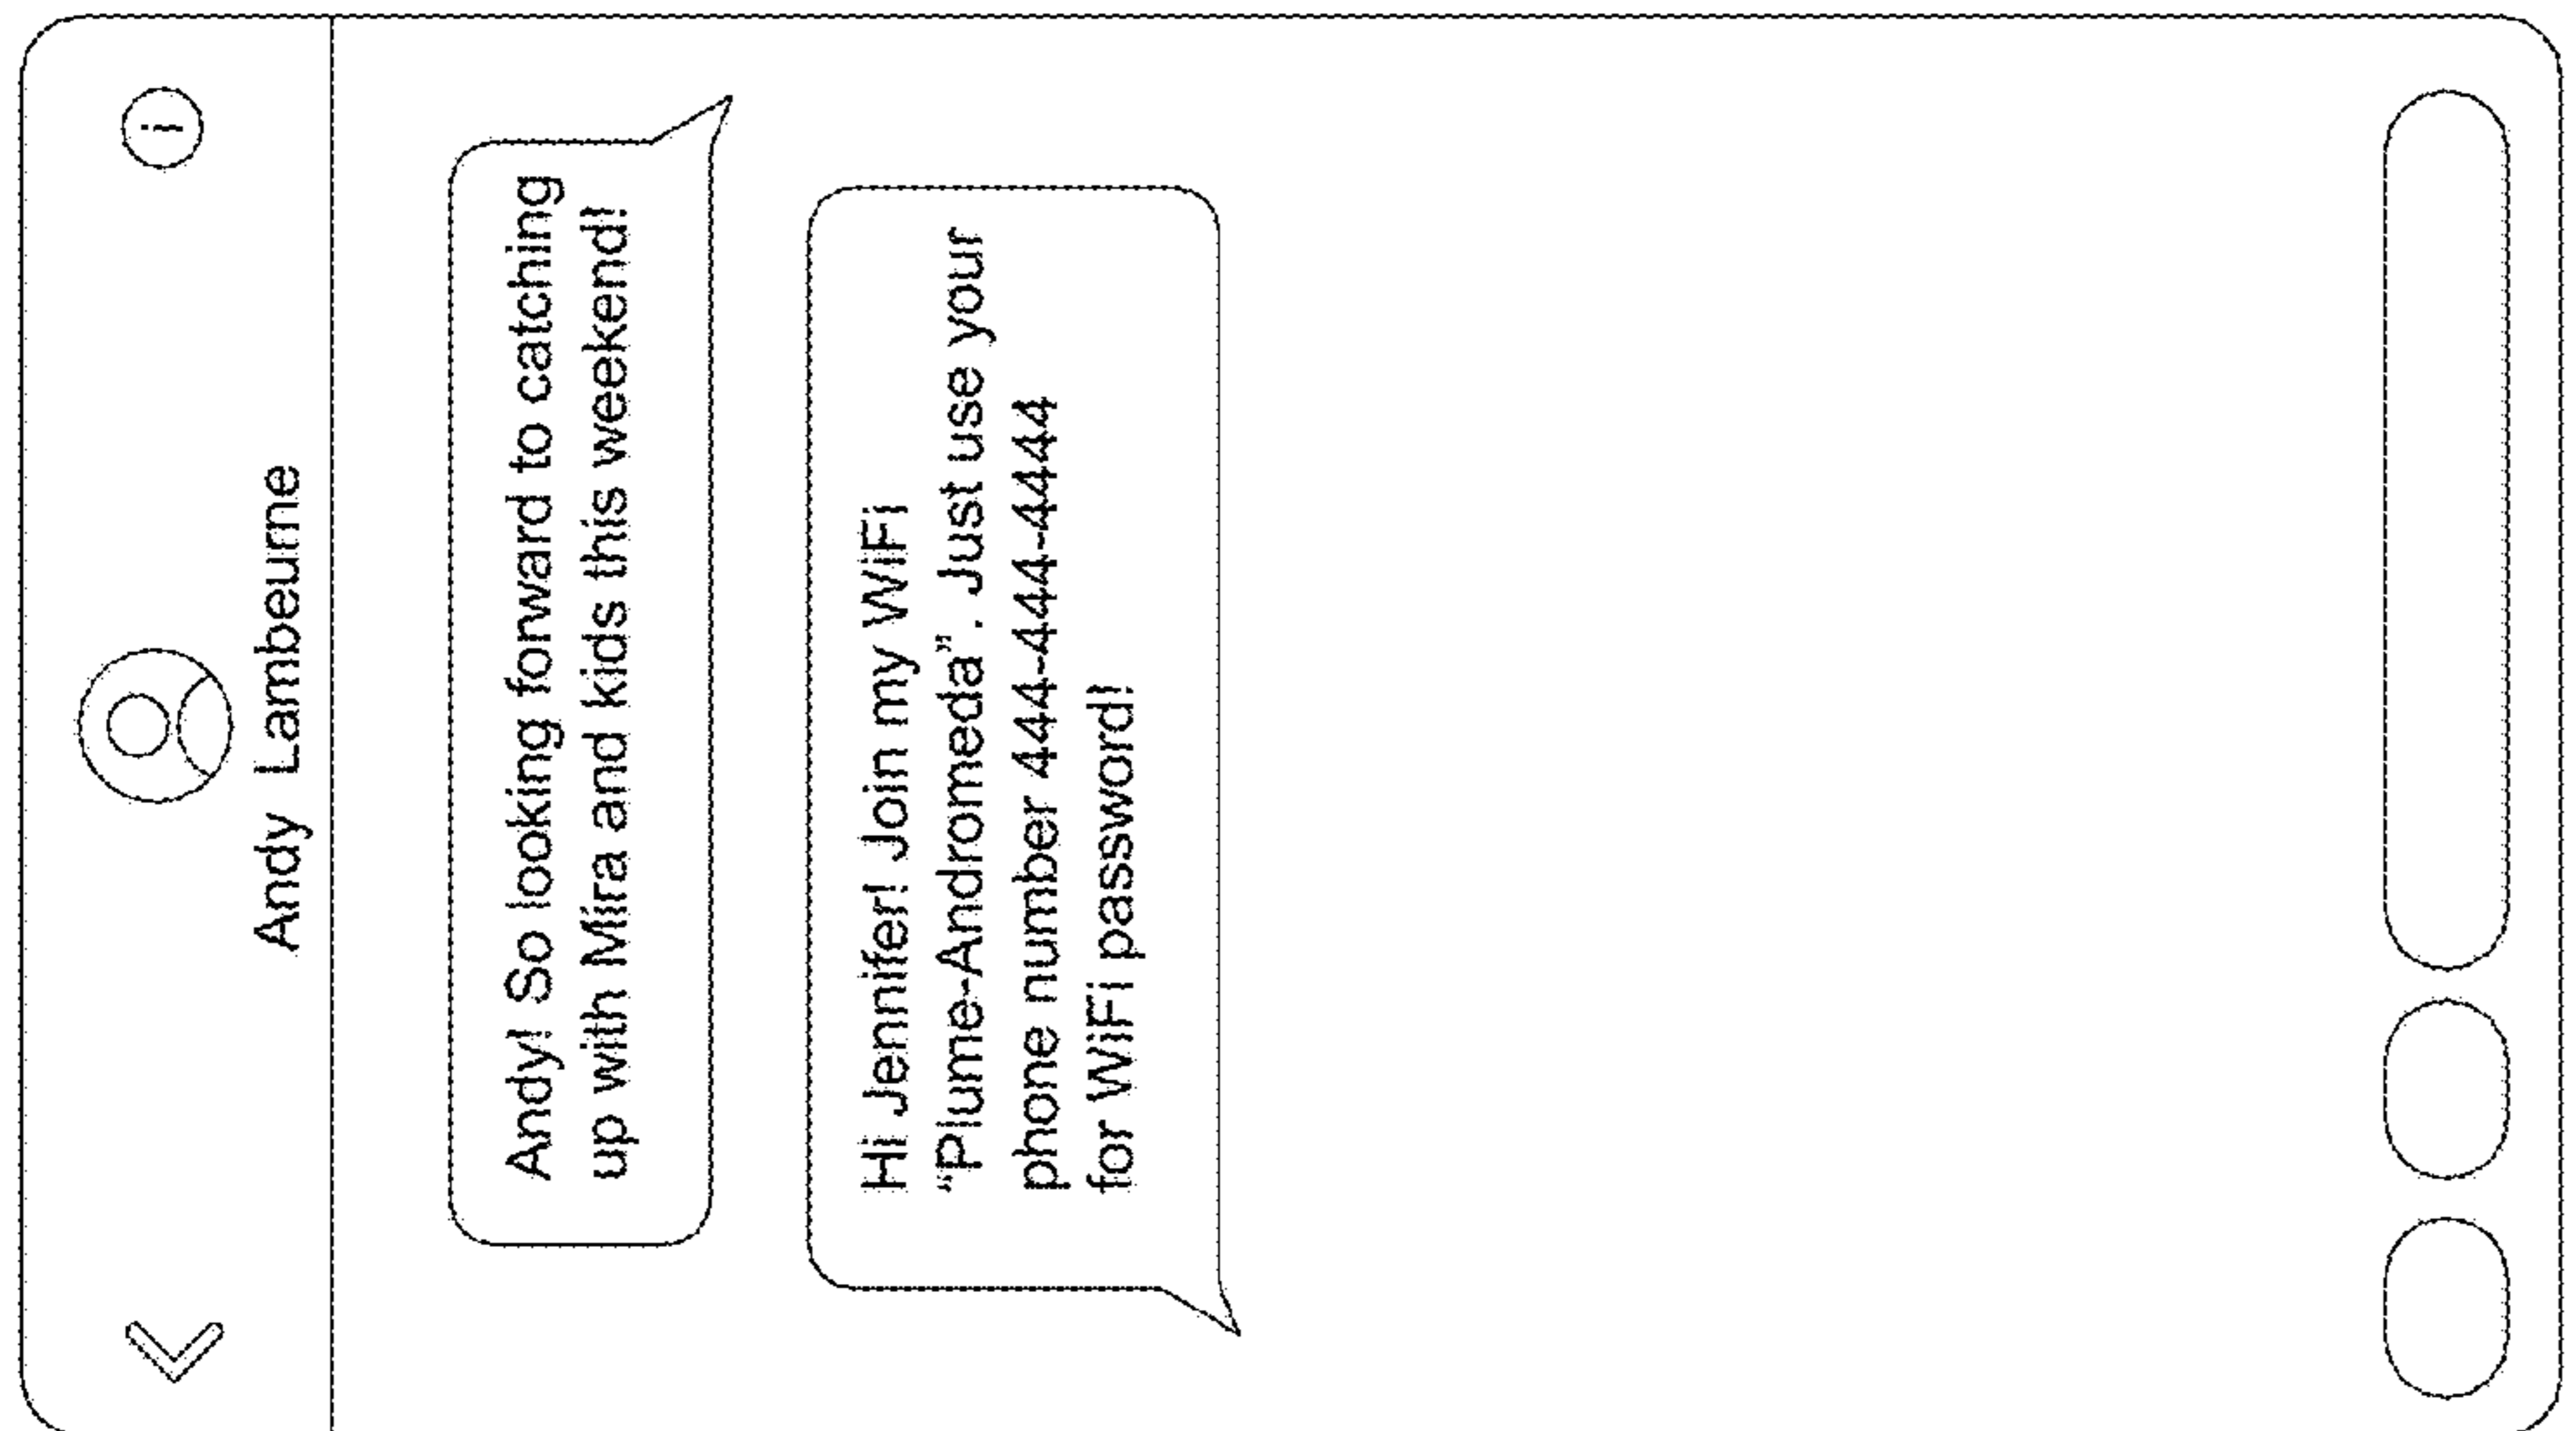 i
Andy Lambeurne
Andy! So looking forward to catching
up with Mira and kids this weekend!
Hi Jennifer! Join my WiFi
“Plume-Andromeda”. Just use your
phone number 444-444-4444
for WiFi password!